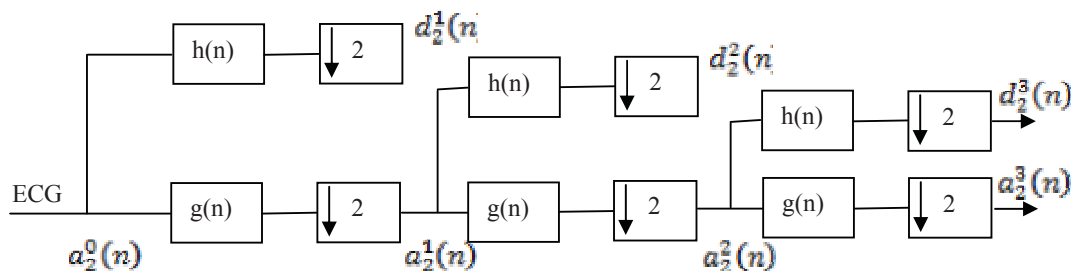 h(n)
2
d_2^1(n)
h(n)
2
d_2^2(n)
h(n)
2
d_2^3(n)
ECG
g(n)
2
g(n)
2
g(n)
2
a_2^3(n)
a_2^0(n)
a_2^1(n)
a_2^2(n)